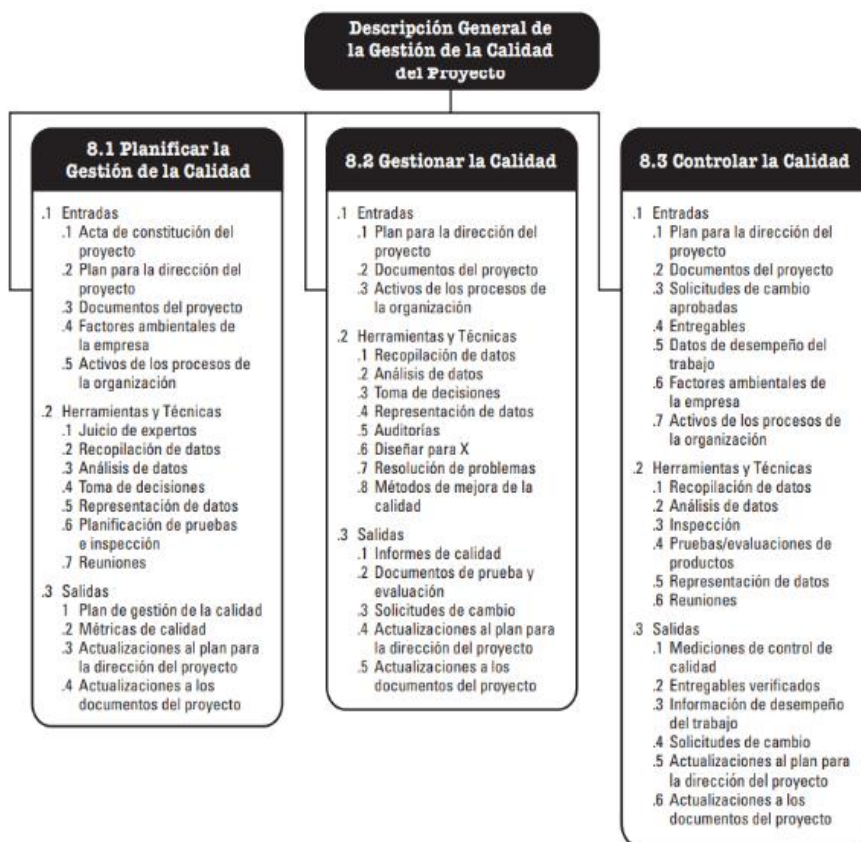 Descripción General de
la Gestión de la Calidad
del Proyecto
8.1 Planificar la
Gestión de la Calidad
.1 Entradas
.1 Acta de constitución del
proyecto
.2 Plan para la dirección del
proyecto
.3 Documentos del proyecto
.4 Factores ambientales de
la empresa
.5 Activos de los procesos de
la organización
.2 Herramientas y Técnicas
.1 Juicio de expertos
.2 Recopilación de datos
.3 Análisis de datos
.4 Toma de decisiones
.5 Representación de datos
.6 Planificación de pruebas
e inspección
.7 Reuniones
.3 Salidas
1 Plan de gestión de la calidad
.2 Métricas de calidad
.3 Actualizaciones al plan para
la dirección del proyecto
.4 Actualizaciones a los
documentos del proyecto
8.2 Gestionar la Calidad
.1 Entradas
.1 Plan para la dirección del
proyecto
.2 Documentos del proyecto
.3 Activos de los procesos de
la organización
.2 Herramientas y Técnicas
.1 Recopilación de datos
.2 Análisis de datos
.3 Toma de decisiones
.4 Representación de datos
.5 Auditorías
.6 Diseñar para X
.7 Resolución de problemas
.8 Métodos de mejora de la
calidad
.3 Salidas
.1 Informes de calidad
.2 Documentos de prueba y
evaluación
.3 Solicitudes de cambio
.4 Actualizaciones al plan para
la dirección del proyecto
.5 Actualizaciones a los
documentos del proyecto
8.3 Controlar la Calidad
.1 Entradas
.1 Plan para la dirección del
proyecto
.2 Documentos del proyecto
.3 Solicitudes de cambio
aprobadas
.4 Entregables
.5 Datos de desempeño del
trabajo
.6 Factores ambientales de
la empresa
.7 Activos de los procesos de
la organización
.2 Herramientas y Técnicas
.1 Recopilación de datos
.2 Análisis de datos
.3 Inspección
.4 Pruebas/evaluaciones de
productos
.5 Representación de datos
.6 Reuniones
.3 Salidas
.1 Mediciones de control de
calidad
.2 Entregables verificados
.3 Información de desempeño
del trabajo
.4 Solicitudes de cambio
.5 Actualizaciones al plan para
la dirección del proyecto
.6 Actualizaciones a los
documentos del proyecto